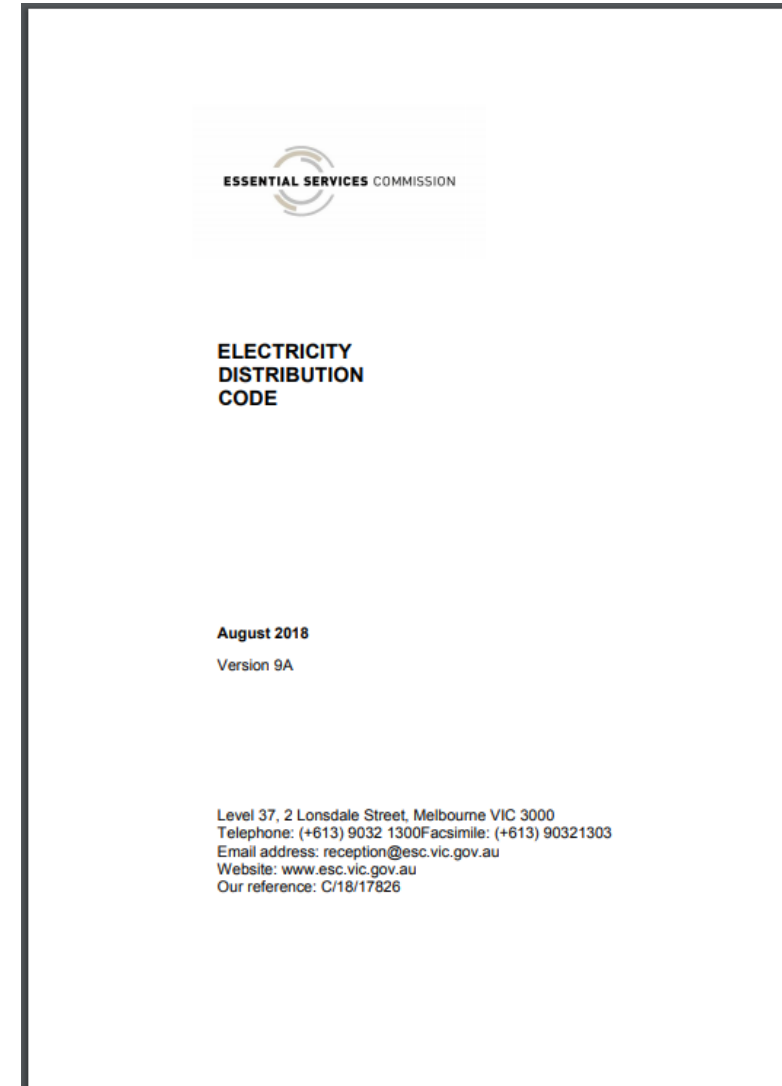 ESSENTIAL SERVICES COMMISSION
ELECTRICITY
DISTRIBUTION
CODE
August 2018
Version 9A
Level 37, 2 Lonsdale Street, Melbourne VIC 3000
Telephone: (+613) 9032 1300Facsimile: (+613) 90321303
Email address: reception@esc.vic.gov.au
Website: www.esc.vic.gov.au
Our reference: C/18/17826